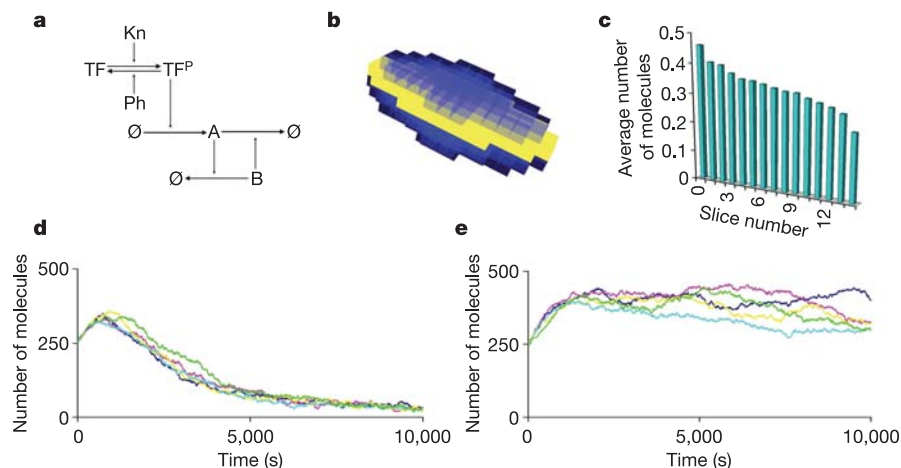 a
Kn
TF
TFᴾ
Ph
Ø
A
Ø
Ø
B
b
c
Average number
of molecules
0.5
0.4
0.3
0.2
0.1
0
0
3
6
9
12
Slice number
d
Number of molecules
500
250
0
0
5,000
10,000
Time (s)
e
Number of molecules
500
250
0
0
5,000
10,000
Time (s)